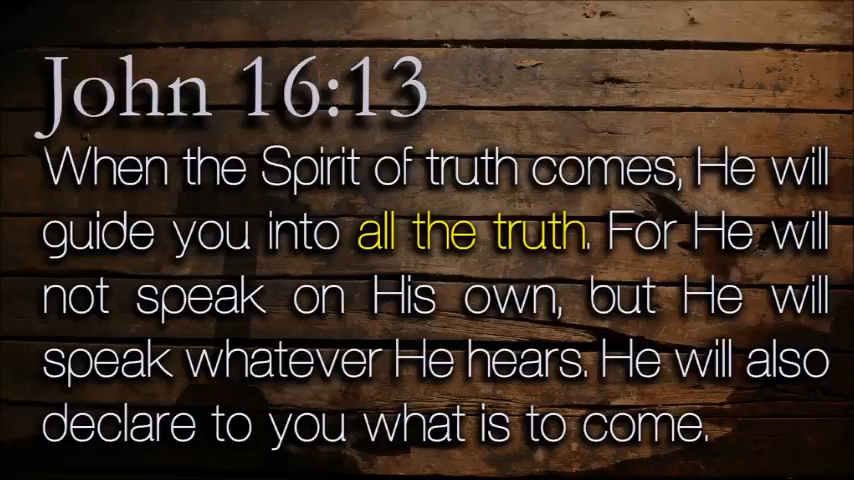 John 16:13
When the Spirit of truth comes, He will
guide you into all the truth. For He will
not speak on His own, but He will
speak whatever He hears. He will also
declare to you what is to come.